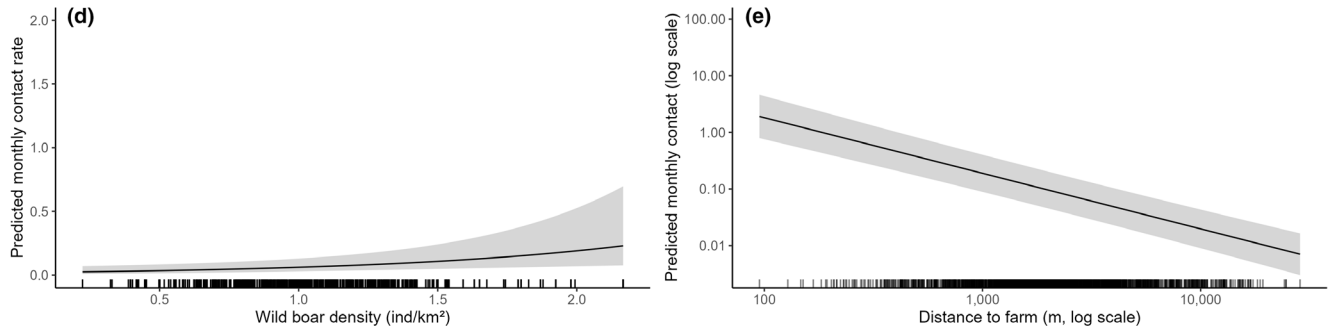 (d)
2.0
1.5
1.0
0.5
0.0
Predicted monthly contact rate
0.5
1.0
1.5
2.0
Wild boar density (ind/km²)
(e)
100.00
10.00
1.00
0.10
0.01
Predicted monthly contact (log scale)
100
1,000
10,000
Distance to farm (m, log scale)